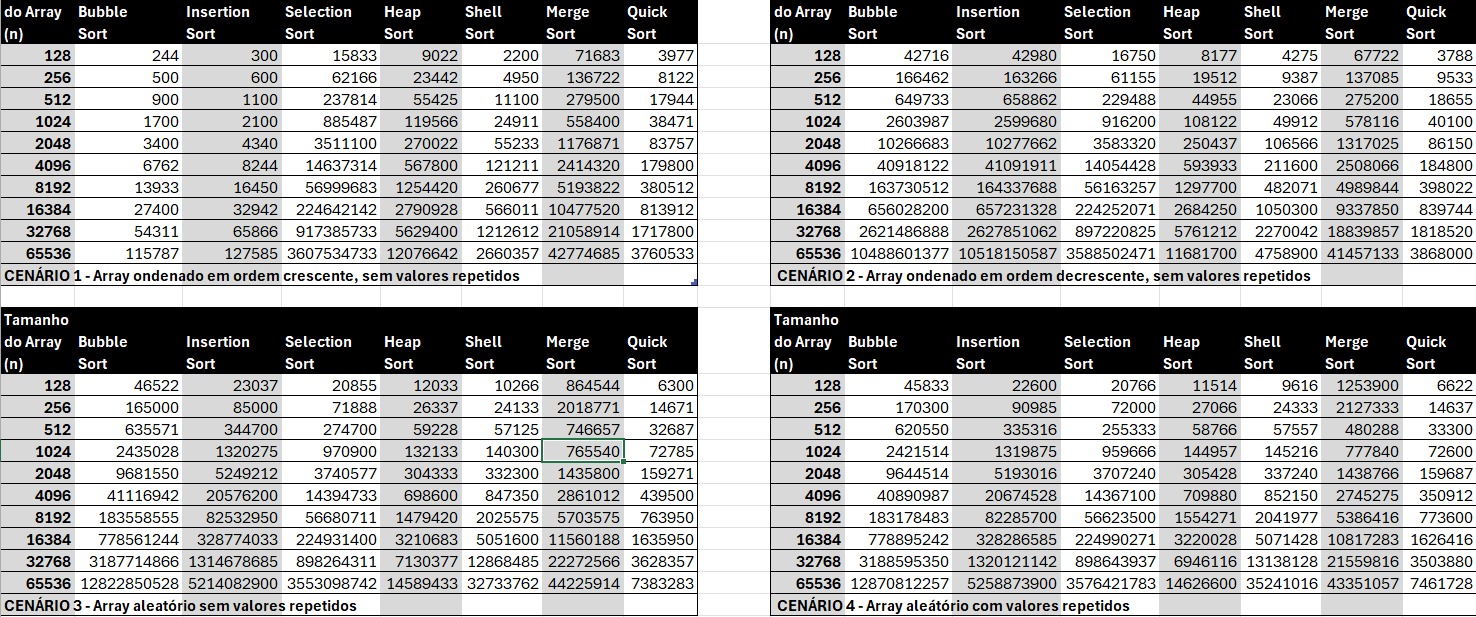 do Array Bubble Insertion Selection Heap Shell Merge Quick
(n) Sort Sort Sort Sort Sort Sort Sort
128 244 300 15833 9022 2200 71683 3977
256 500 600 62166 23442 4950 136722 8122
512 900 1100 237814 55425 11100 279500 17944
1024 1700 2100 885487 119566 24911 558400 38471
2048 3400 4340 3511100 270022 55233 1176871 83757
4096 6762 8244 14637314 567800 121211 2414320 179800
8192 13933 16450 56999683 1254420 260677 5193822 380512
16384 27400 32942 224642142 2790928 566011 10477520 813912
32768 54311 65866 917385733 5629400 1212612 21058914 1717800
65536 115787 127585 3607534733 12076642 2660357 42774685 3760533
CENÁRIO 1 - Array ondenado em ordem crescente, sem valores repetidos
do Array Bubble Insertion Selection Heap Shell Merge Quick
(n) Sort Sort Sort Sort Sort Sort Sort
128 42716 42980 16750 8177 4275 67722 3788
256 166462 163266 61155 19512 9387 137085 9533
512 649733 658862 229488 44955 23066 275200 18655
1024 2603987 2599680 916200 108122 49912 578116 40100
2048 10266683 10277662 3583320 250437 106566 1317025 86150
4096 40918122 41091911 14054428 593933 211600 2508066 184800
8192 163730512 164337688 56163257 1297700 482071 4989844 398022
16384 656028200 657231328 224252071 2684250 1050300 9337850 839744
32768 2621486888 2627851062 897220825 5761212 2270042 18839857 1818520
65536 10488601377 10518150587 3588502471 11681700 4758900 41457133 3868000
CENÁRIO 2 - Array ondenado em ordem decrescente, sem valores repetidos
Tamanho
do Array Bubble Insertion Selection Heap Shell Merge Quick
(n) Sort Sort Sort Sort Sort Sort Sort
128 46522 23037 20855 12033 10266 864544 6300
256 165000 85000 71888 26337 24133 2018771 14671
512 635571 344700 274700 59228 57125 746657 32687
1024 2435028 1320275 970900 132133 140300 765540 72785
2048 9681550 5249212 3740577 304333 332300 1435800 159271
4096 41116942 20576200 14394733 698600 847350 2861012 439500
8192 183558555 82532950 56680711 1479420 2025575 5703575 763950
16384 778561244 328774033 224931400 3210683 5051600 11560188 1635950
32768 3187714866 1314678685 898264311 7130377 12868485 22272566 3628357
65536 12822850528 5214082900 3553098742 14589433 32733762 44225914 7383283
CENÁRIO 3 - Array aleatório sem valores repetidos
Tamanho
do Array Bubble Insertion Selection Heap Shell Merge Quick
(n) Sort Sort Sort Sort Sort Sort Sort
128 45833 22600 20766 11514 9616 1253900 6622
256 170300 90985 72000 27066 24333 2127333 14637
512 620550 335316 255333 58766 57557 480288 33300
1024 2421514 1319875 959666 144957 145216 777840 72600
2048 9644514 5193016 3707240 305428 337240 1438766 159687
4096 40890987 20674528 14367100 709880 852150 2745275 350912
8192 183178483 82285700 56623500 1554271 2041977 5386416 773600
16384 778895242 328286585 224990271 3220028 5071428 10817283 1626416
32768 3188595350 1320121142 898643937 6946116 13138128 21559816 3503880
65536 12870812257 5258873900 3576421783 14626600 35241016 43351057 7461728
CENÁRIO 4 - Array aleátório com valores repetidos